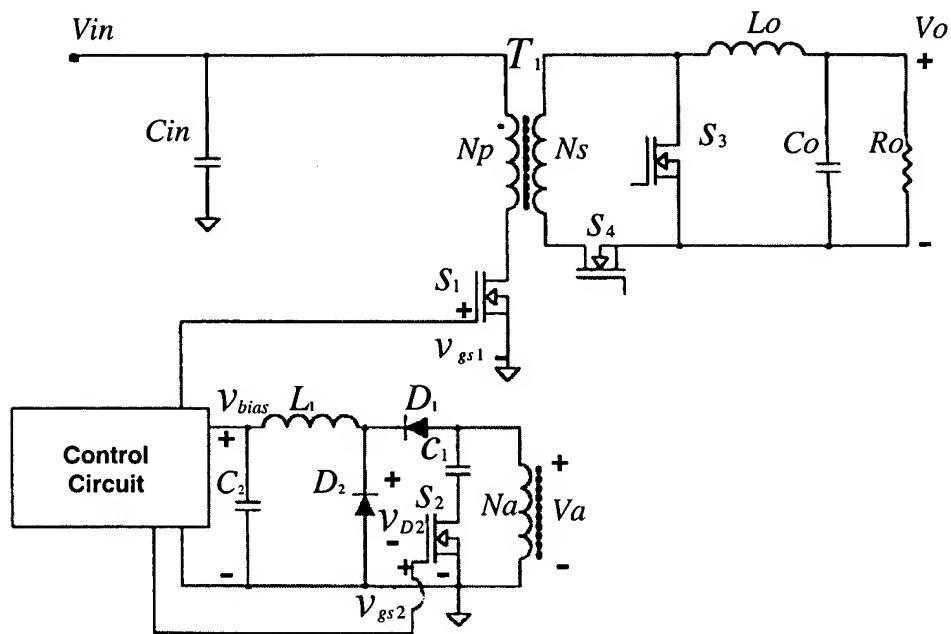 Vin
T1
Lo
Vo
+
Cin
Np
Ns
S3
Co
Ro
S4
-
S1
+
vgs1
-
vbias
L1
D1
+
C1
+
Control
Circuit
C2
D2
+
S2
Na
Va
vD2
-
-
+
-
-
vgs2